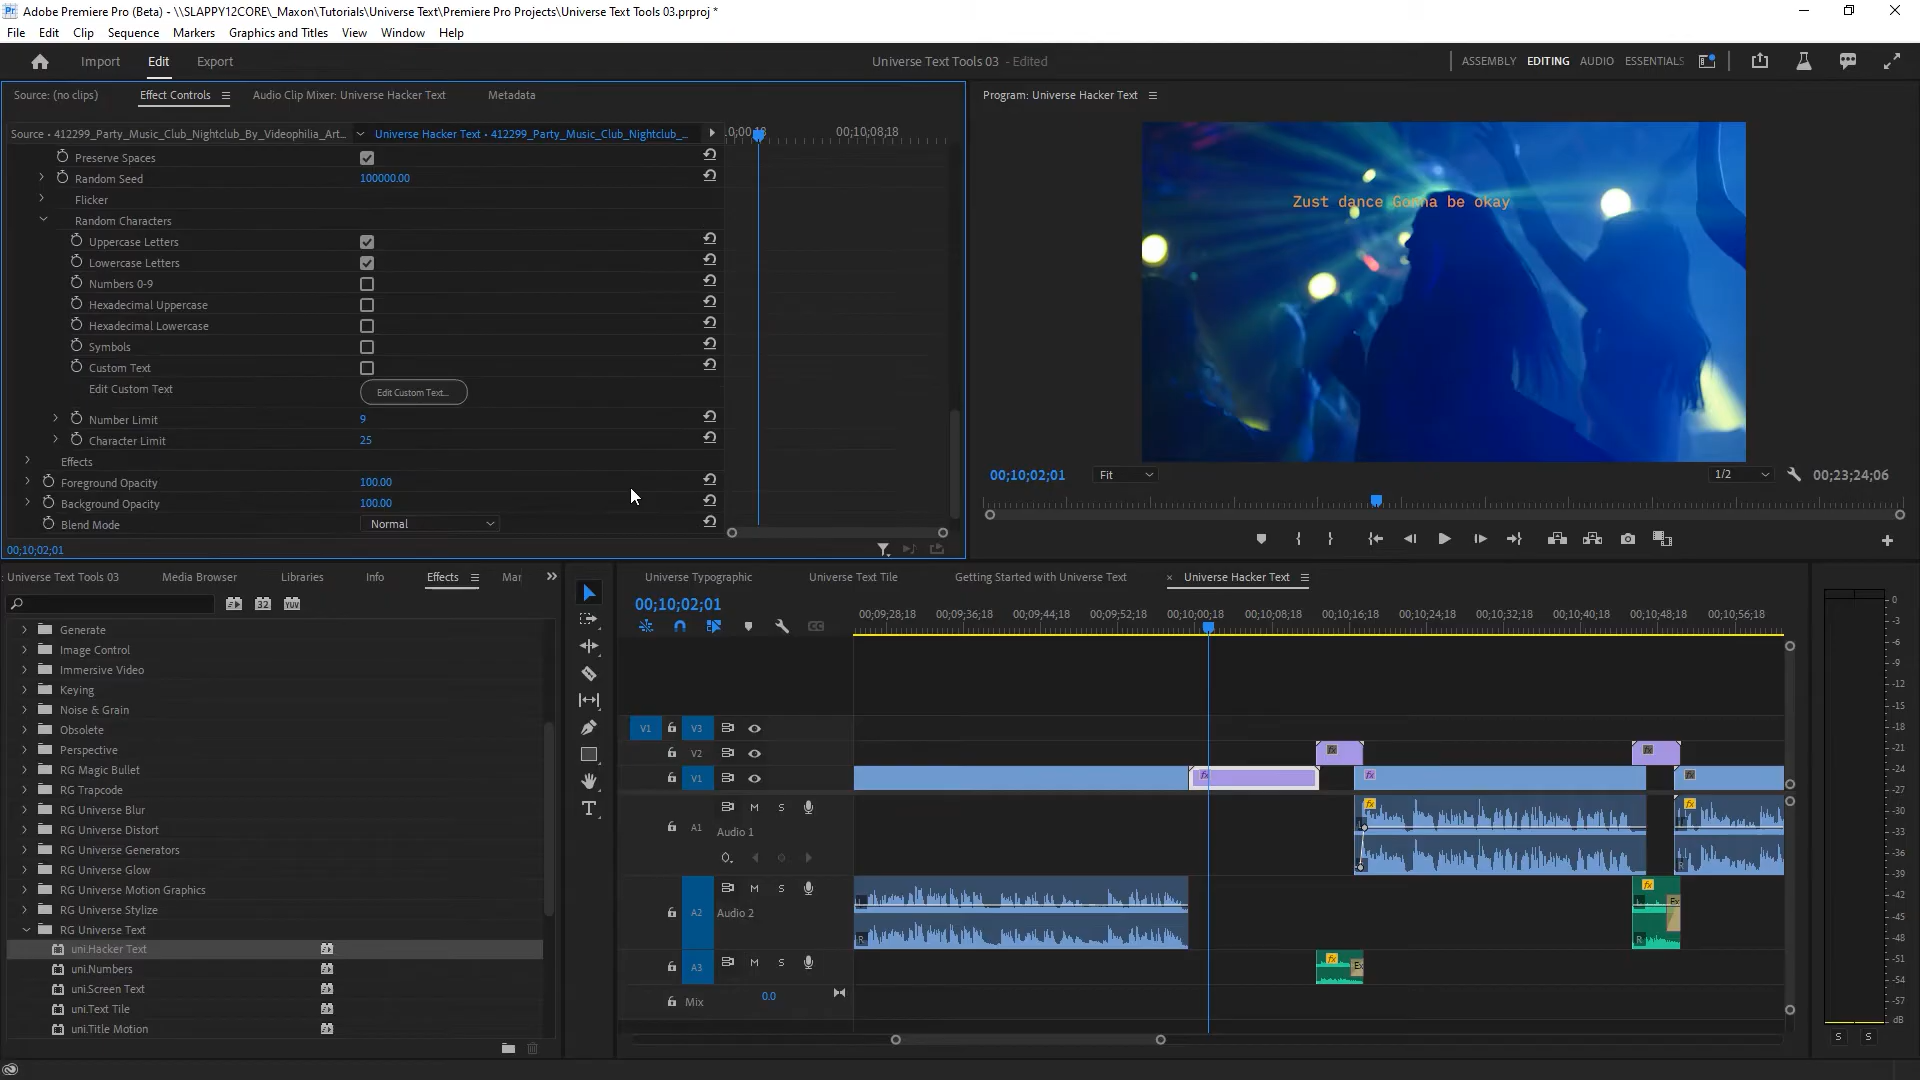 Adobe Premiere Pro (Beta) - \\SLAPPY12CORE\_Maxon\Tutorials\Universe Text\Premiere Pro Projects\Universe Text Tools 03.prproj *
File Edit Clip Sequence Markers Graphics and Titles View Window Help
Import Edit Export
Universe Text Tools 03 - Edited
ASSEMBLY EDITING AUDIO ESSENTIALS
Source: (no clips) Effect Controls Audio Clip Mixer: Universe Hacker Text Metadata
Program: Universe Hacker Text
Source • 412299_Party_Music_Club_Nightclub_By_Videophilia_Art... Universe Hacker Text • 412299_Party_Music_Club_Nightclub_...
00;10;08;18
Preserve Spaces
Random Seed 100000.00
Flicker
Random Characters
Uppercase Letters
Lowercase Letters
Numbers 0-9
Hexadecimal Uppercase
Hexadecimal Lowercase
Symbols
Custom Text
Edit Custom Text Edit Custom Text...
Number Limit 9
Character Limit 25
Effects
Foreground Opacity 100.00
Background Opacity 100.00
Blend Mode Normal
00;10;02;01
Zust dance Gonna be okay
00;10;02;01 Fit 1/2 00;23;24;06
: Universe Text Tools 03 Media Browser Libraries Info Effects Mar
32 YUV
Generate
Image Control
Immersive Video
Keying
Noise & Grain
Obsolete
Perspective
RG Magic Bullet
RG Trapcode
RG Universe Blur
RG Universe Distort
RG Universe Generators
RG Universe Glow
RG Universe Motion Graphics
RG Universe Stylize
RG Universe Text
uni.Hacker Text
uni.Numbers
uni.Screen Text
uni.Text Tile
uni.Title Motion
Universe Typographic Universe Text Tile Getting Started with Universe Text × Universe Hacker Text
00;10;02;01
00;09;28;18 00;09;36;18 00;09;44;18 00;09;52;18 00;10;00;18 00;10;08;18 00;10;16;18 00;10;24;18 00;10;32;18 00;10;40;18 00;10;48;18 00;10;56;18
V1 V3
V2
V1
A1 M S
Audio 1
A2 M S
Audio 2
A3 M S
Mix 0.0
fx fx
fx fx fx
fx fx
R
fx Ex
R
fx Ex
0
-3
-6
-9
-12
-15
-18
-21
-24
-27
-30
-33
-36
-39
-42
-45
-48
-51
-54
-57
dB
S S